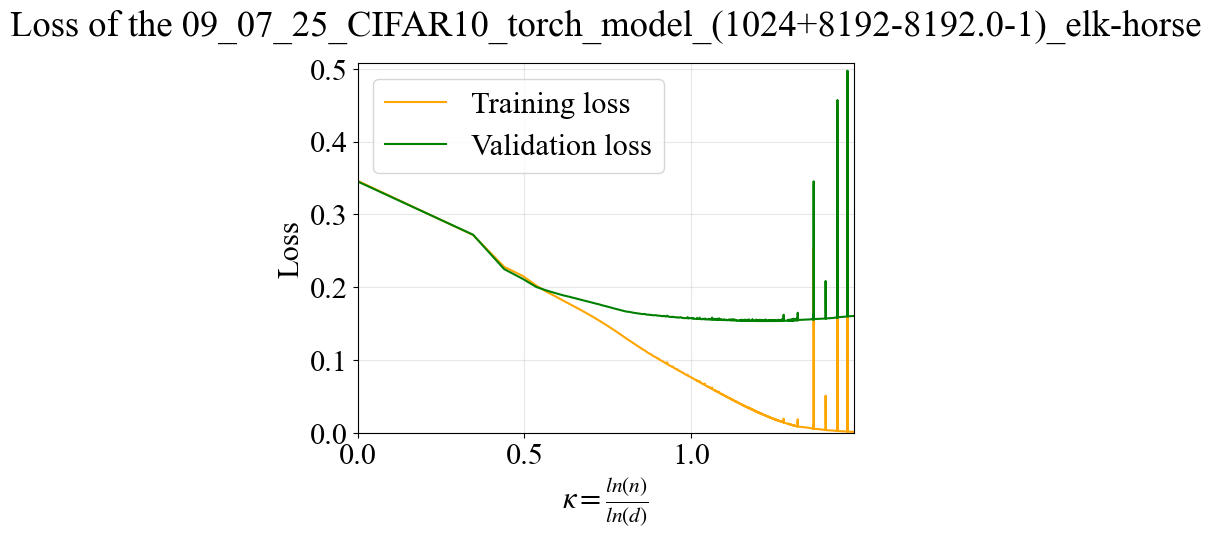 Loss of the 09_07_25_CIFAR10_torch_model_(1024+8192-8192.0-1)_elk-horse
Training loss
Validation loss
Loss
0.5
0.4
0.3
0.2
0.1
0.0
0.0 0.5 1.0
κ = ln(n)/ln(d)